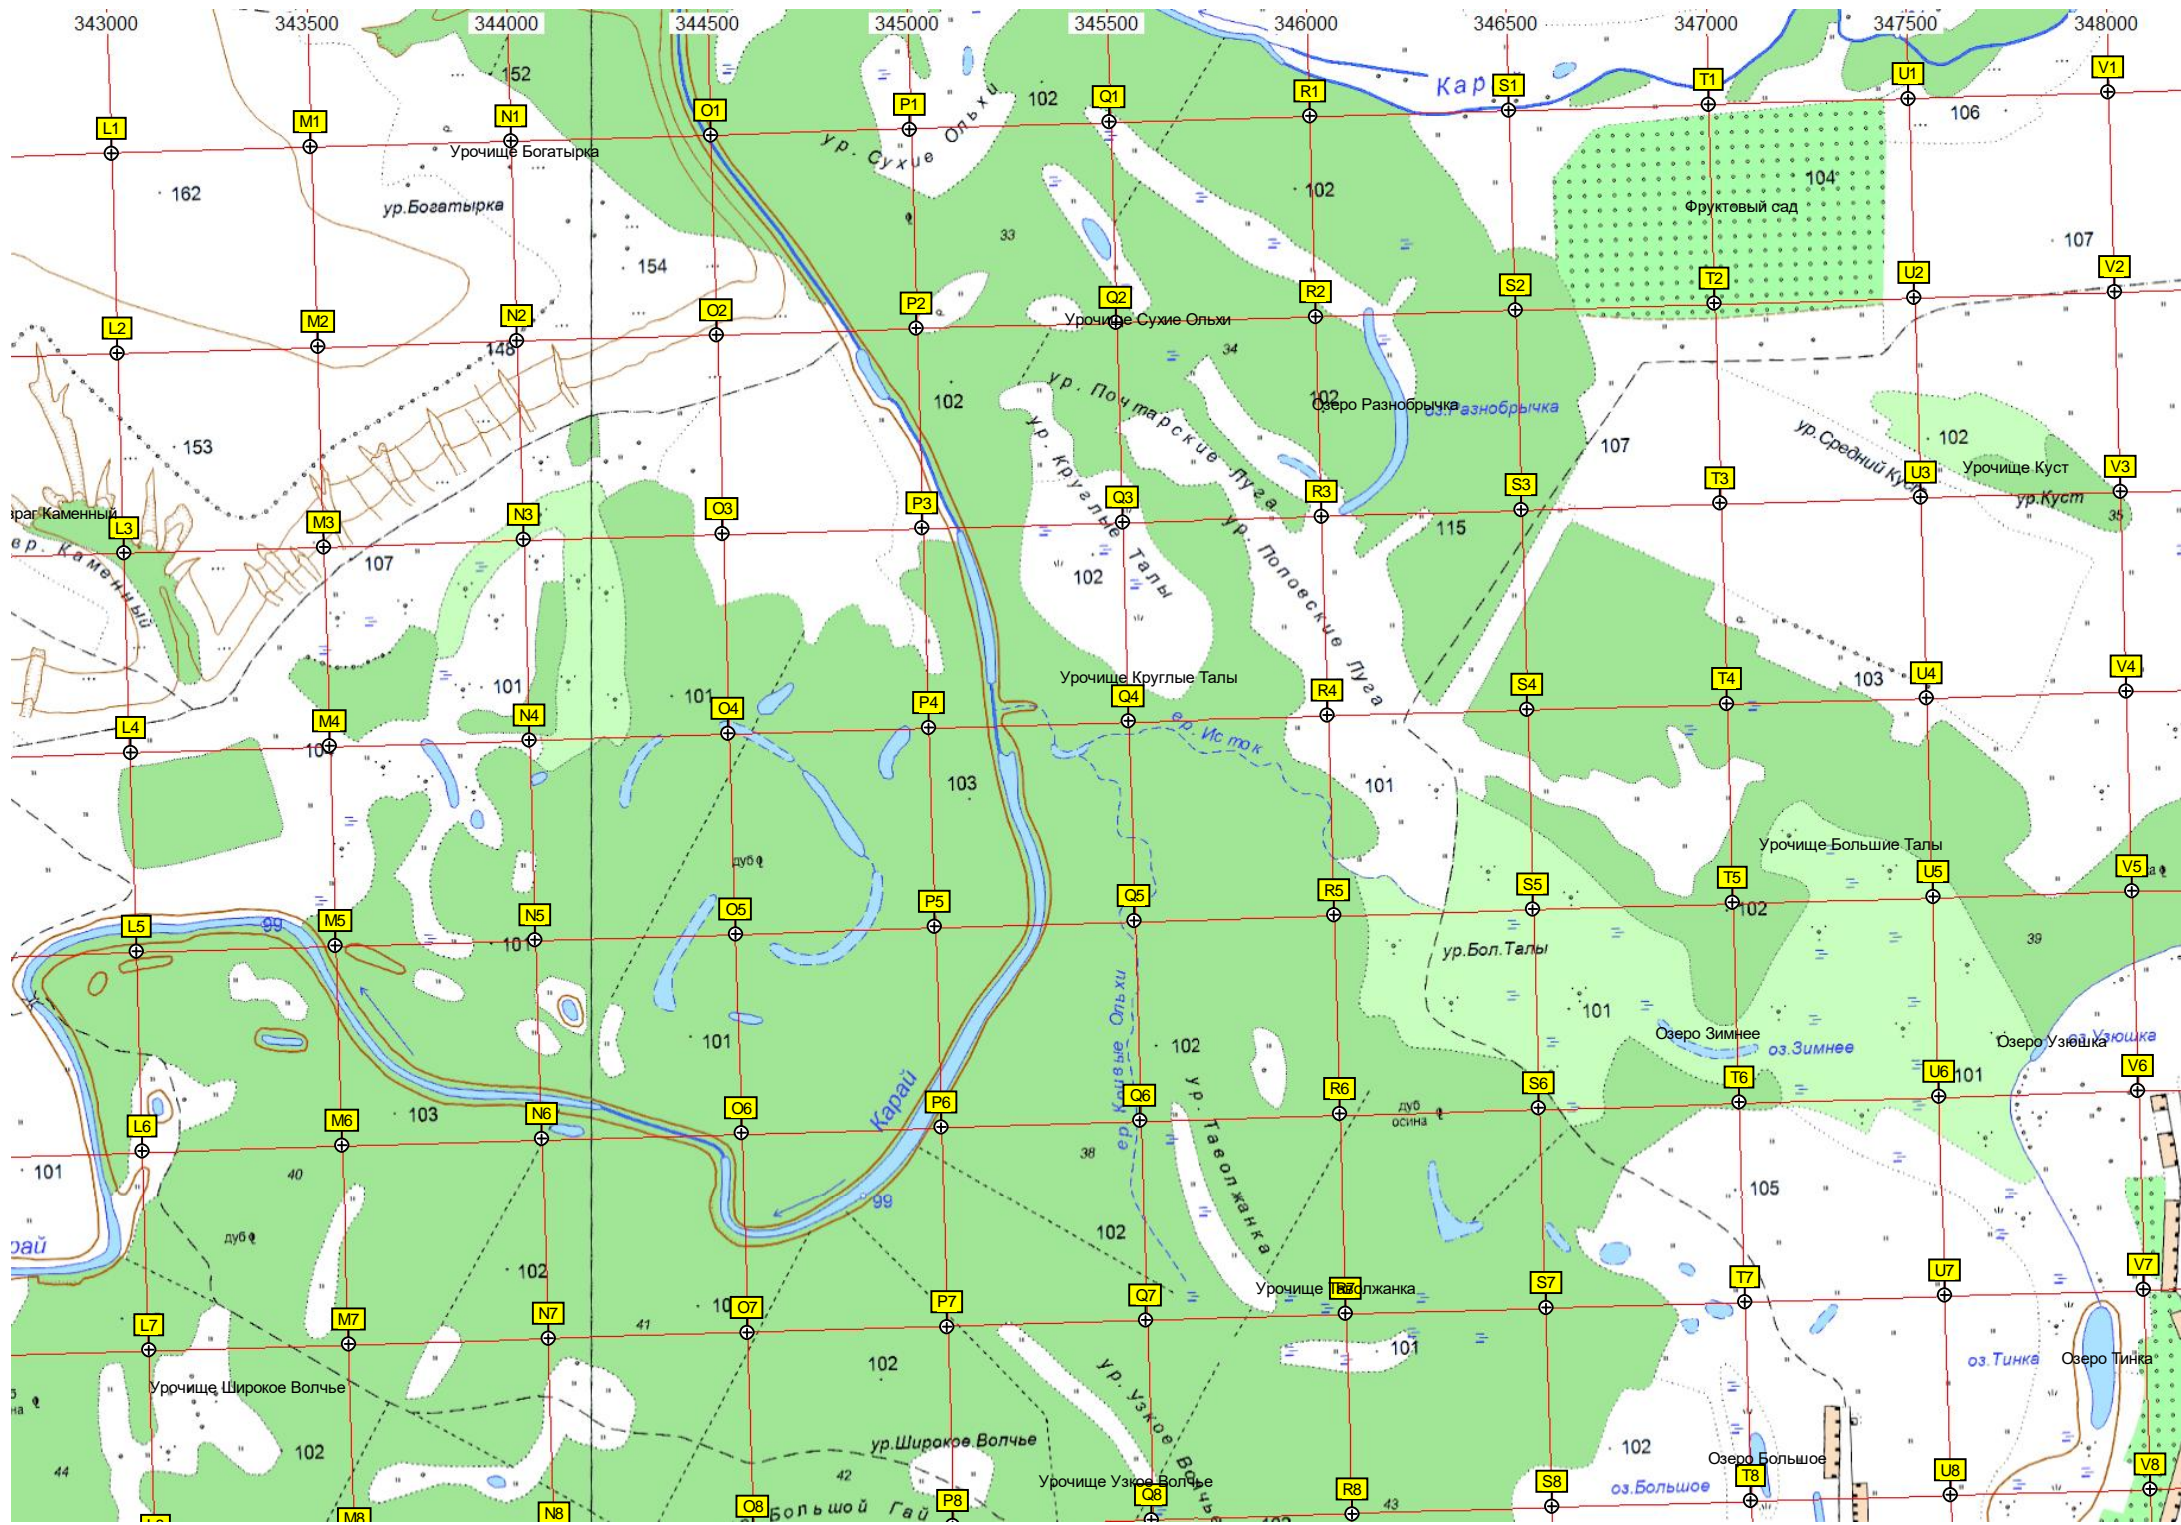 343000 343500 344000 344500 345000 345500 346000 346500 347000 347500 348000
152
102
106
L1 M1 N1 O1 P1 Q1 R1 S1 T1 U1 V1
Урочище Богатырка
ур. Сухие Ольхи
162
ур.Богатырка
102
104
Фруктовый сад
33
154
107
L2 M2 N2 O2 P2 Q2 R2 S2 T2 U2 V2
Урочище Сухие Ольхи
148
34
102
ур. Почтарские Луга
102
Озеро Разнобрычка
оз.Разнобрычка
153
107
ур.Средний Куст
102
Урочище Куст
ур.Куст
35
ур. Круглые Талы
L3 M3 N3 O3 P3 Q3 R3 S3 T3 U3 V3
107
115
102
ур. Поповские Луга
101
101
Урочище Круглые Талы
103
L4 M4 N4 O4 P4 Q4 R4 S4 T4 U4 V4
ер. Исток
103
101
дуб
Урочище Большие Талы
L5 M5 N5 O5 P5 Q5 R5 S5 T5 U5 V5
99
101
102
39
ур.Бол.Талы
101
101
102
ер. Кривые Ольхи
Озеро Зимнее
оз.Зимнее
Озеро Узюшка
оз.Узюшка
101
Карай
103
дуб
осина
L6 M6 N6 O6 P6 Q6 R6 S6 T6 U6 V6
ур. Таволжанка
38
101
40
99
105
дуб
102
102
Урочище Таволжанка
L7 M7 N7 O7 P7 Q7 R7 S7 T7 U7 V7
41
102
101
оз.Тинка
Озеро Тинка
Урочище Широкое Волчье
ур. Узкое Волчье
102
ур.Широкое Волчье
102
Озеро Большое
44
42
Урочище Узкое Волчье
оз.Большое
Большой Гай
43
M8 N8 O8 P8 Q8 R8 S8 T8 U8 V8